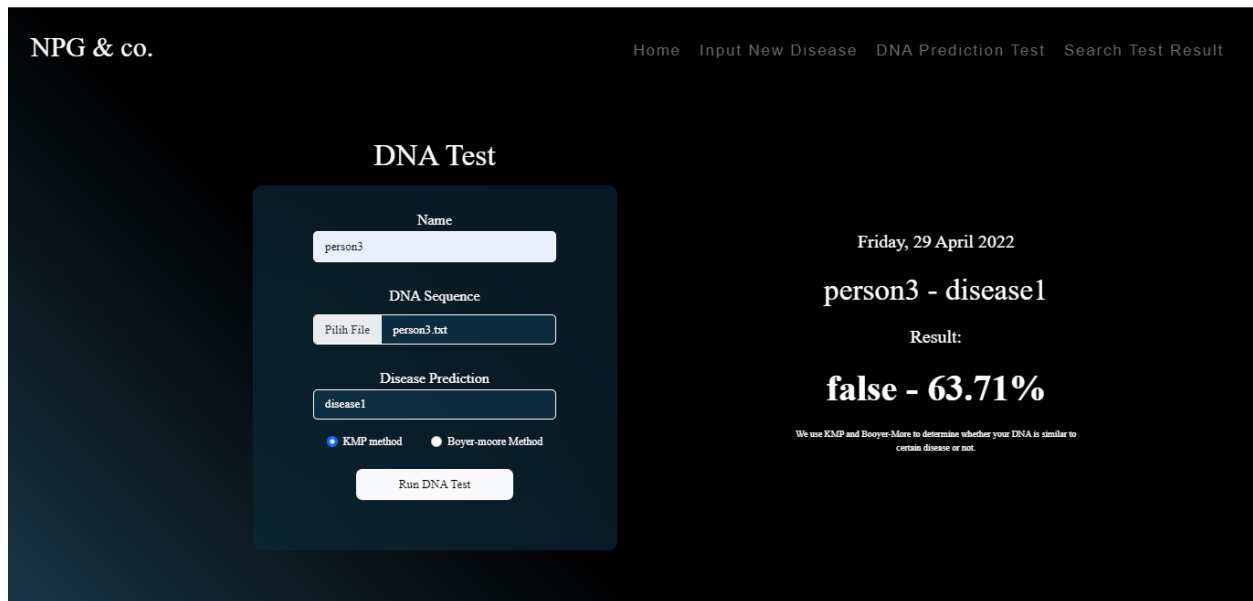 NPG & co.
Home Input New Disease DNA Prediction Test Search Test Result
DNA Test
Name
person3
DNA Sequence
Pilih File person3.txt
Disease Prediction
disease1
KMP method Boyer-moore Method
Run DNA Test
Friday, 29 April 2022
person3 - disease1
Result:
false - 63.71%
We use KMP and Booyer-More to determine whether your DNA is similar to
certain disease or not.